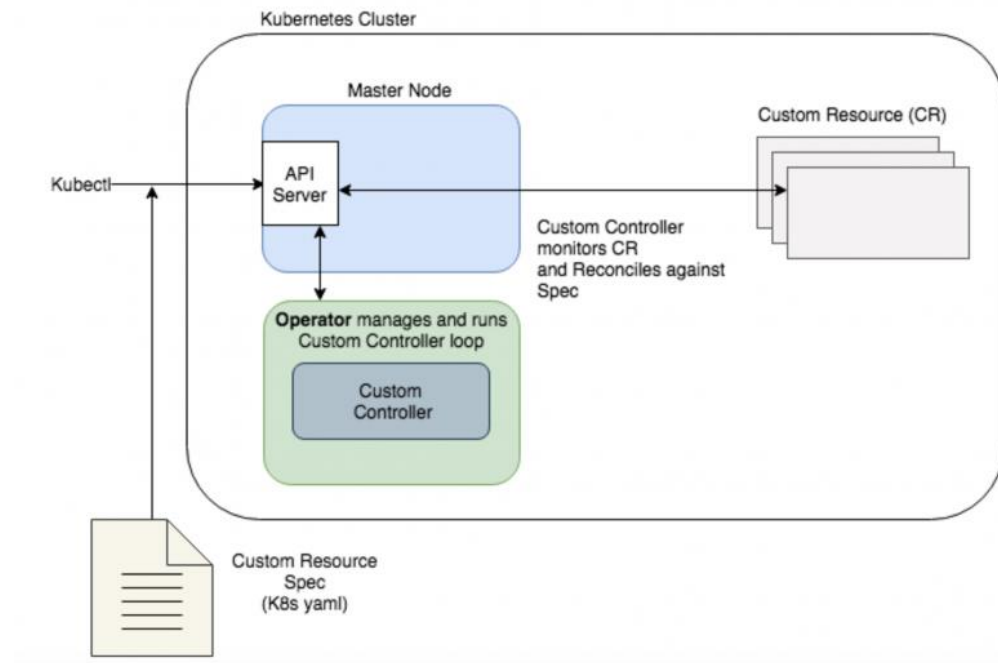 Kubernetes Cluster
Master Node
Custom Resource (CR)
Kubectl
API
Server
Custom Controller
monitors CR
and Reconciles against
Spec
Operator manages and runs
Custom Controller loop
Custom
Controller
Custom Resource
Spec
(K8s yaml)